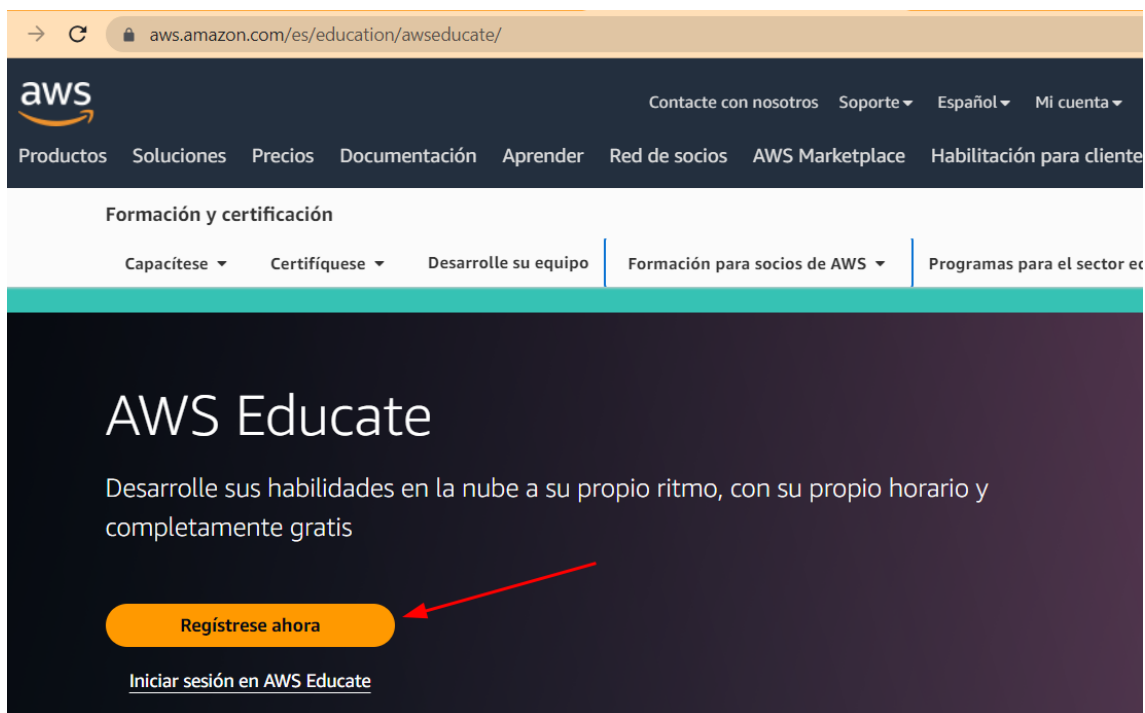 aws.amazon.com/es/education/awseducate/
aws
Contacte con nosotros Soporte Español Mi cuenta
Productos Soluciones Precios Documentación Aprender Red de socios AWS Marketplace Habilitación para cliente
Formación y certificación
Capacítese Certifíquese Desarrolle su equipo Formación para socios de AWS Programas para el sector
AWS Educate
Desarrolle sus habilidades en la nube a su propio ritmo, con su propio horario y
completamente gratis
Regístrese ahora
Iniciar sesión en AWS Educate